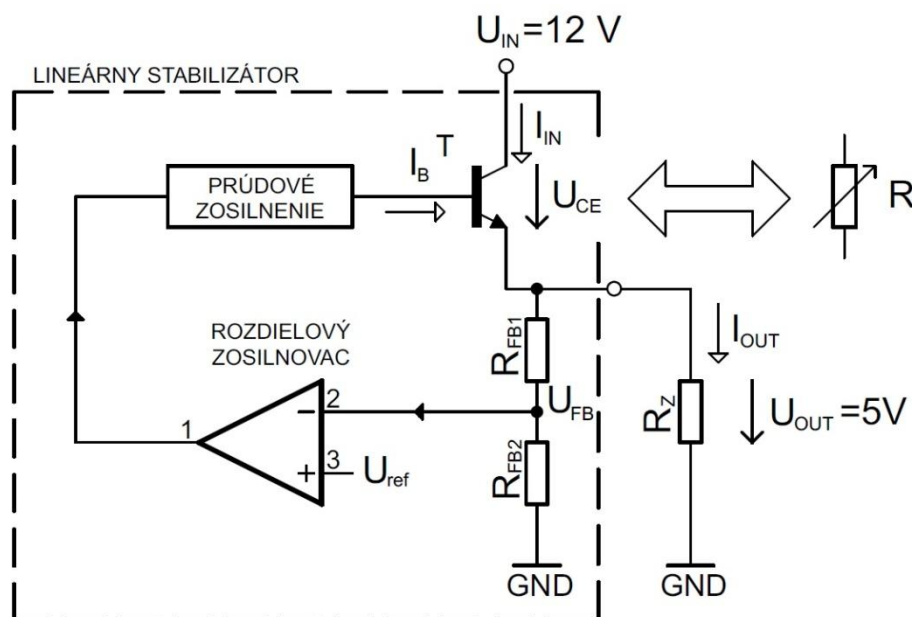 U_IN =12 V
LINEÁRNY STABILIZÁTOR
I_IN
T
I_B
PRÚDOVÉ
ZOSILNENIE
U_CE
R
ROZDIELOVÝ
ZOSILNOVAC
R_FB1
I_OUT
1
2
−
U_FB
R_Z
U_OUT =5V
3
+
U_ref
R_FB2
GND
GND